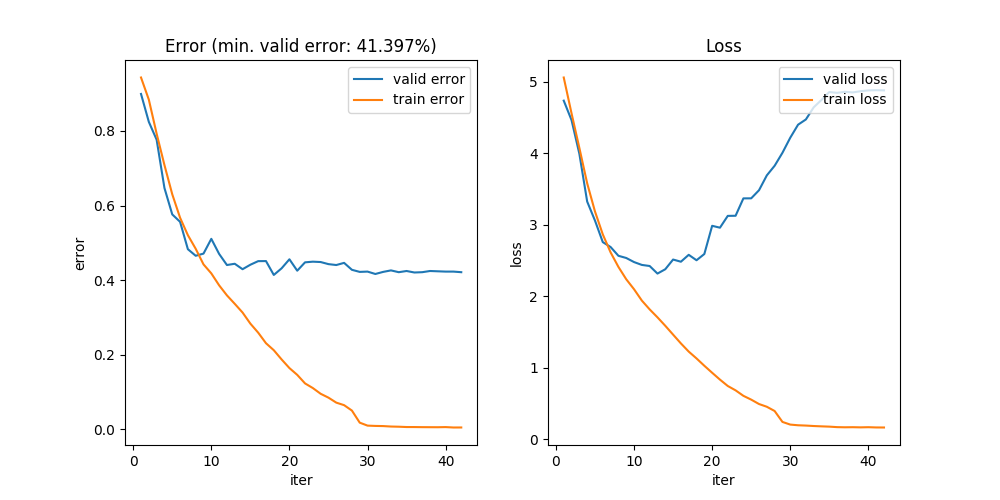 Error (min. valid error: 41.397%)
valid error
train error
0.8
0.6
0.4
0.2
0.0
error
0
10
20
30
40
iter
Loss
valid loss
train loss
5
4
3
2
1
0
loss
0
10
20
30
40
iter